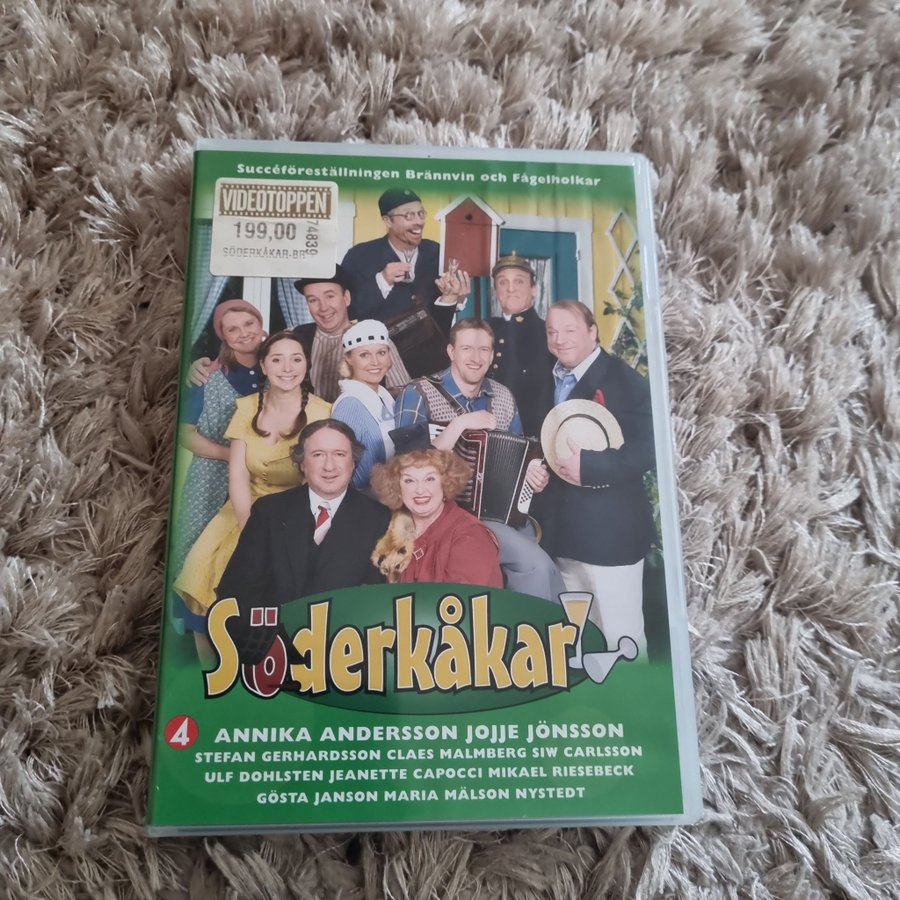 Succéföreställningen Brännvin och Fågelholkar
VIDEOTOPPEN
199,00
74839
SÖDERKÅKAR-BR
Söderkåkar
4
ANNIKA ANDERSSON JOJJE JÖNSSON
STEFAN GERHARDSSON CLAES MALMBERG SIW CARLSSON
ULF DOHLSTEN JEANETTE CAPOCCI MIKAEL RIESEBECK
GÖSTA JANSON MARIA MÄLSON NYSTEDT